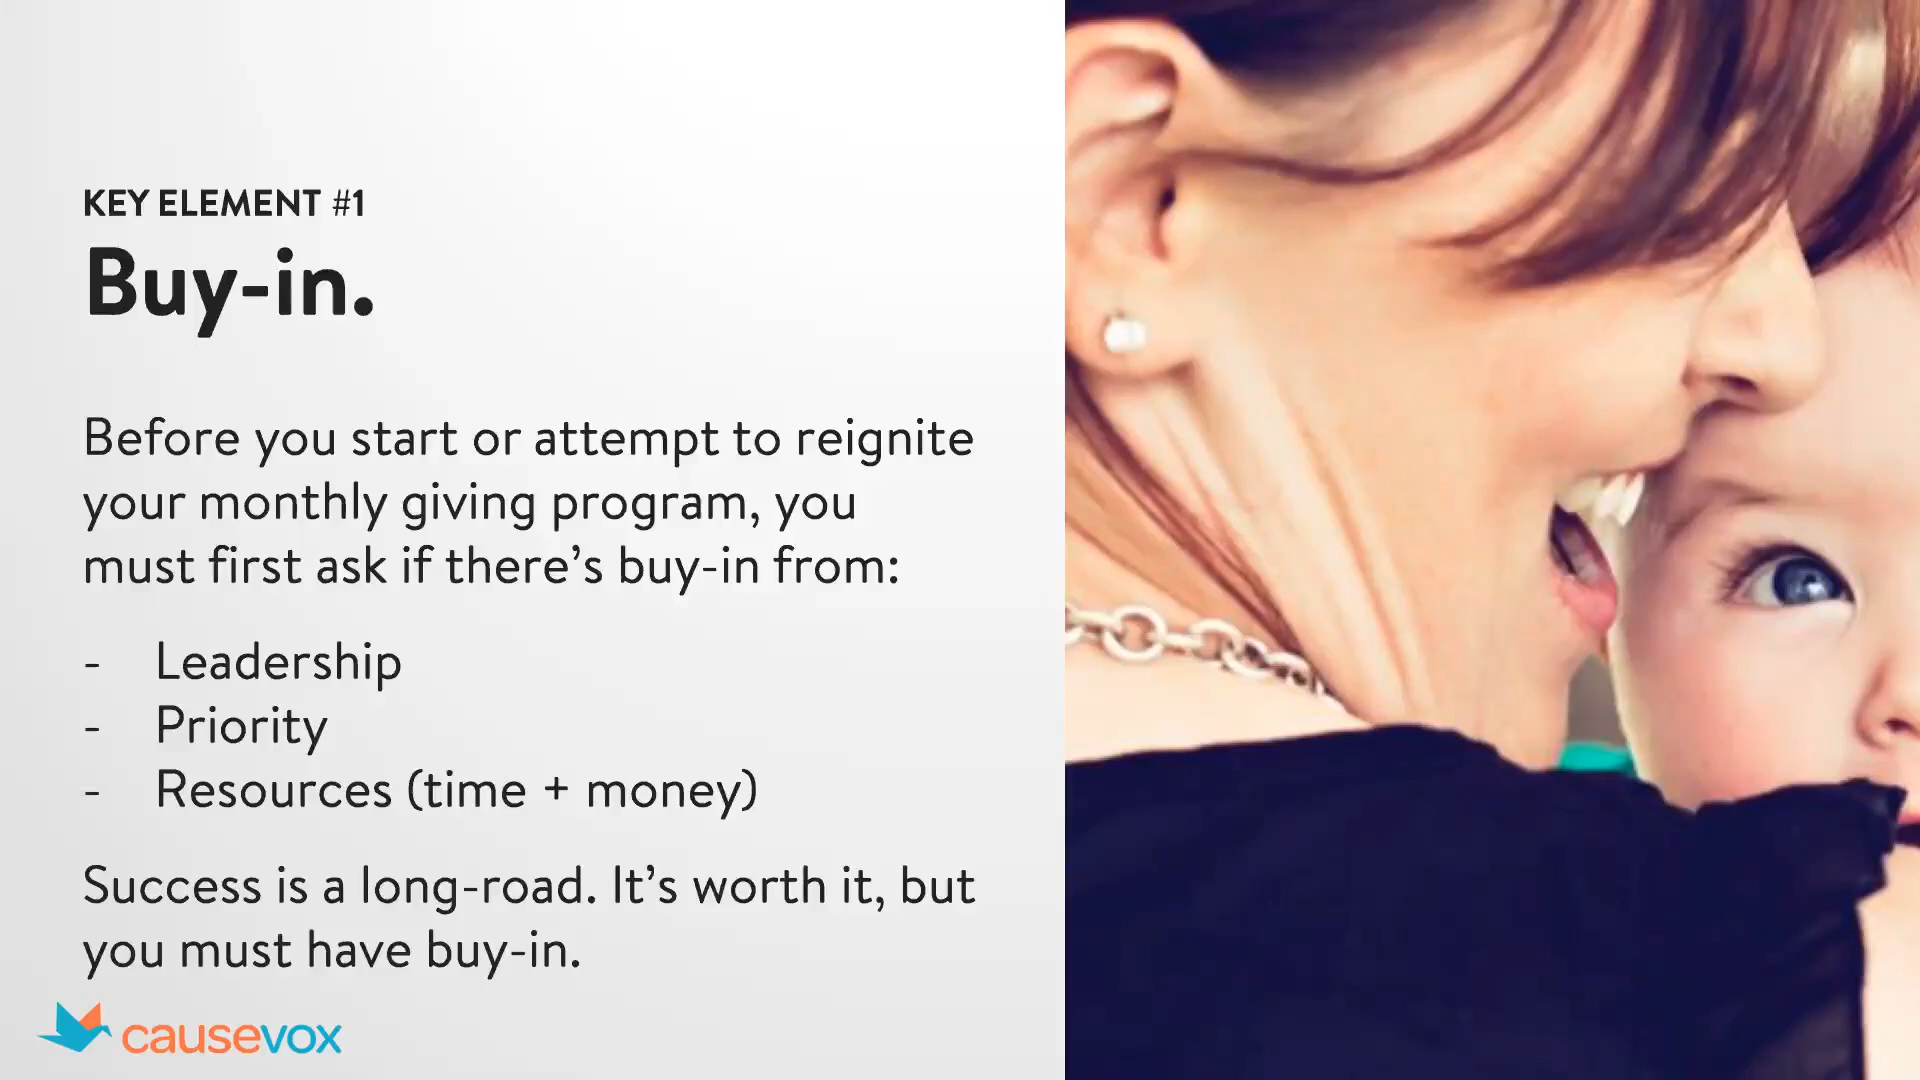 KEY ELEMENT #1
Buy-in.
Before you start or attempt to reignite
your monthly giving program, you
must first ask if there’s buy-in from:
- Leadership
- Priority
- Resources (time + money)
Success is a long-road. It’s worth it, but
you must have buy-in.
causevox